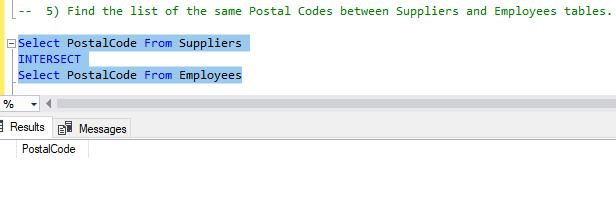 -- 5) Find the list of the same Postal Codes between Suppliers and Employees tables.
Select PostalCode From Suppliers
INTERSECT
Select PostalCode From Employees
%
Results Messages
PostalCode